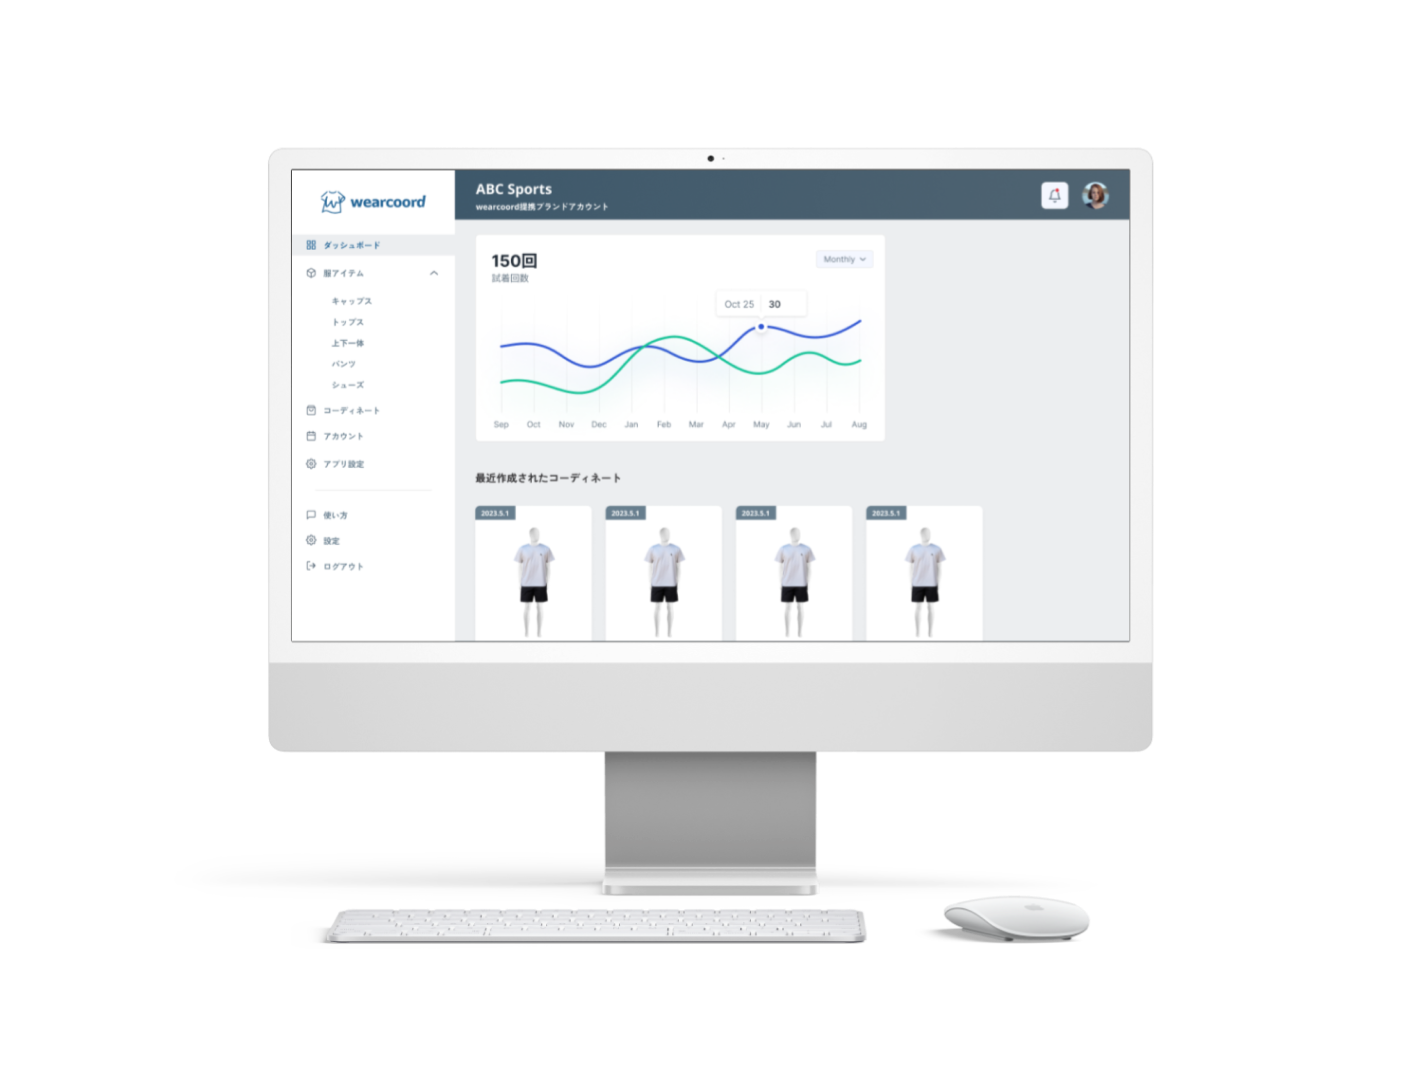 wearcoord
ABC Sports
wearcoord提携ブランドアカウント
ダッシュボード
服アイテム
キャップス
トップス
上下一体
パンツ
シューズ
コーディネート
アカウント
アプリ設定
使い方
設定
ログアウト
150回
試着回数
Monthly
Oct 25 30
Sep Oct Nov Dec Jan Feb Mar Apr May Jun Jul Aug
最近作成されたコーディネート
2023.5.1 2023.5.1 2023.5.1 2023.5.1